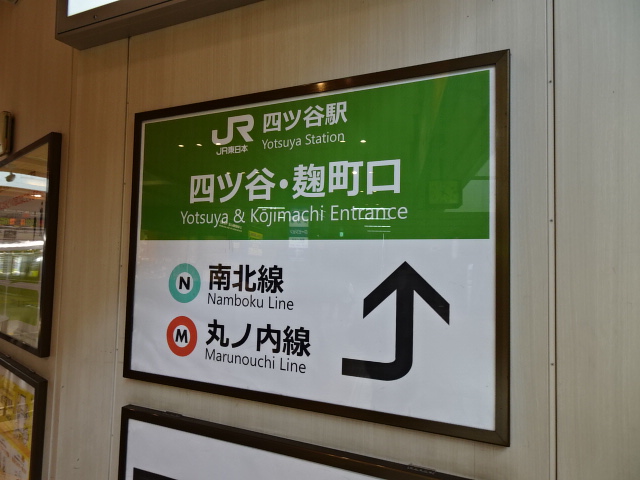 JR 四ツ谷駅
JR東日本 Yotsuya Station
四ツ谷・麹町口
Yotsuya & Kojimachi Entrance
N 南北線
Namboku Line
M 丸ノ内線
Marunouchi Line